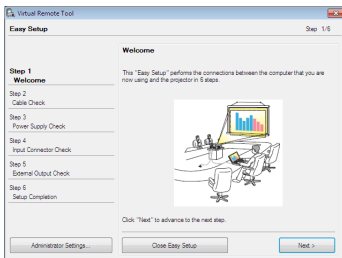 Virtual Remote Tool
Easy Setup
Step 1/6
Step 1
Welcome
Step 2
Cable Check
Step 3
Power Supply Check
Step 4
Input Connector Check
Step 5
External Output Check
Step 6
Setup Completion
Welcome
This "Easy Setup" performs the connections between the computer that you are
now using and the projector in 6 steps.
Click "Next" to advance to the next step.
Administrator Settings...
Close Easy Setup
Next >